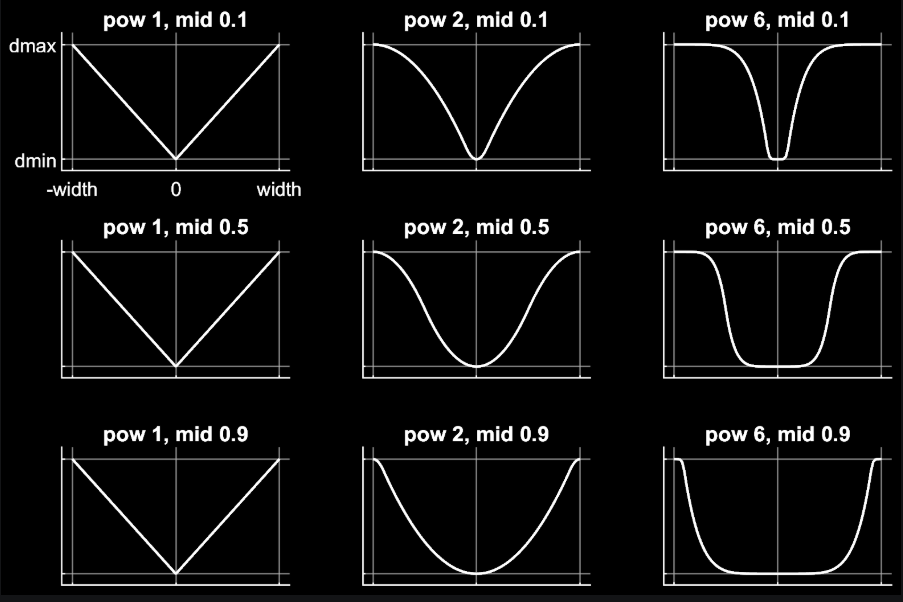 pow 1, mid 0.1
pow 2, mid 0.1
pow 6, mid 0.1
dmax
dmin
-width
0
width
pow 1, mid 0.5
pow 2, mid 0.5
pow 6, mid 0.5
pow 1, mid 0.9
pow 2, mid 0.9
pow 6, mid 0.9